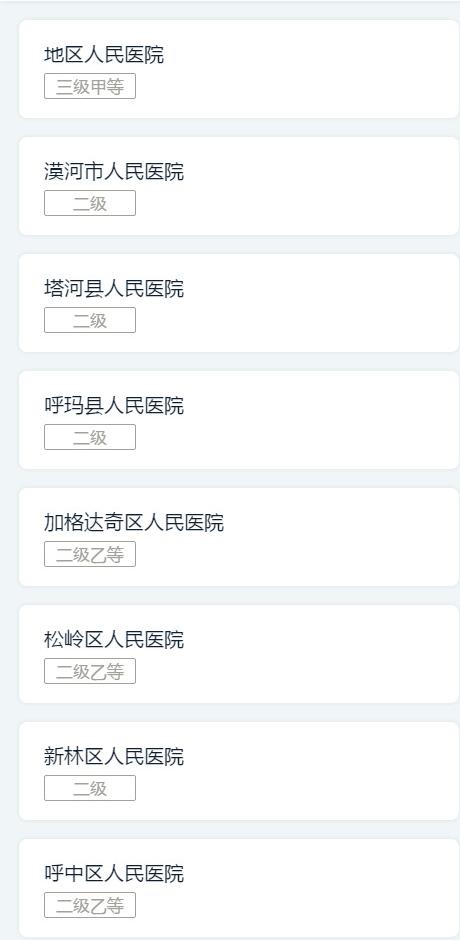 地区人民医院
三级甲等
漠河市人民医院
二级
塔河县人民医院
二级
呼玛县人民医院
二级
加格达奇区人民医院
二级乙等
松岭区人民医院
二级乙等
新林区人民医院
二级
呼中区人民医院
二级乙等